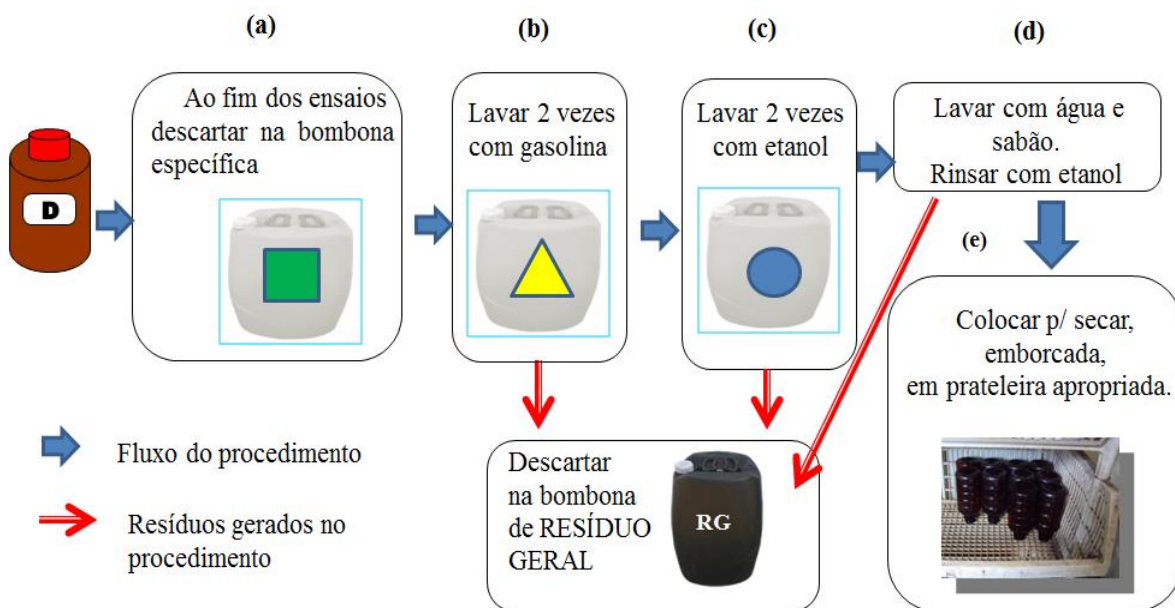 (a)
(b)
(c)
(d)
Ao fim dos ensaios
descartar na bombona
específica
Lavar 2 vezes
com gasolina
Lavar 2 vezes
com etanol
Lavar com água e
sabão.
Rinsar com etanol
D
(e)
Colocar p/ secar,
emborcada,
em prateleira apropriada.
Fluxo do procedimento
Resíduos gerados no
procedimento
Descartar
na bombona
de RESÍDUO
GERAL
RG